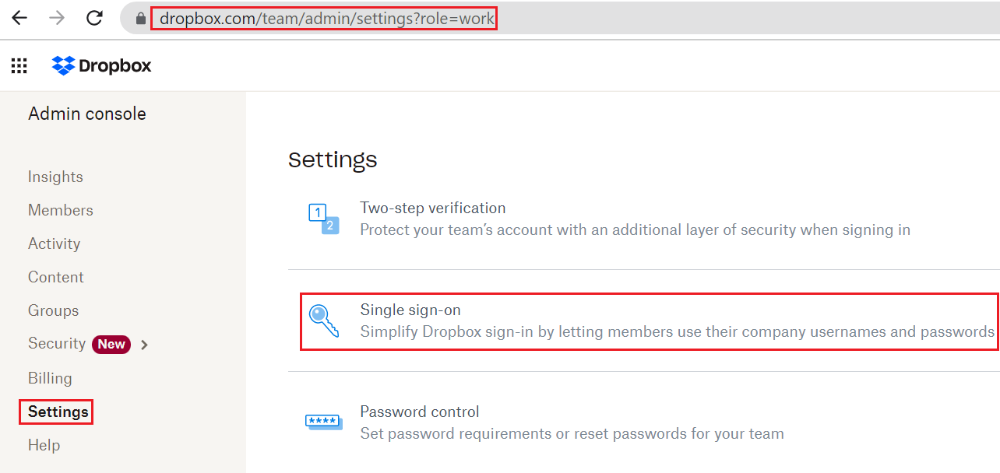 dropbox.com/team/admin/settings?role=work
Dropbox
Admin console
Insights
Members
Activity
Content
Groups
Security New
Billing
Settings
Help
Settings
1
2
Two-step verification
Protect your team’s account with an additional layer of security when signing in
Single sign-on
Simplify Dropbox sign-in by letting members use their company usernames and passwords
****
Password control
Set password requirements or reset passwords for your team